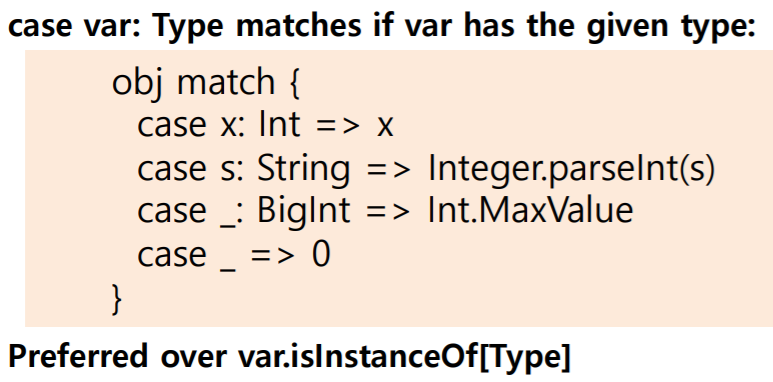 case var: Type matches if var has the given type:
obj match {
case x: Int => x
case s: String => Integer.parseInt(s)
case _: BigInt => Int.MaxValue
case _ => 0
}
Preferred over var.isInstanceOf[Type]